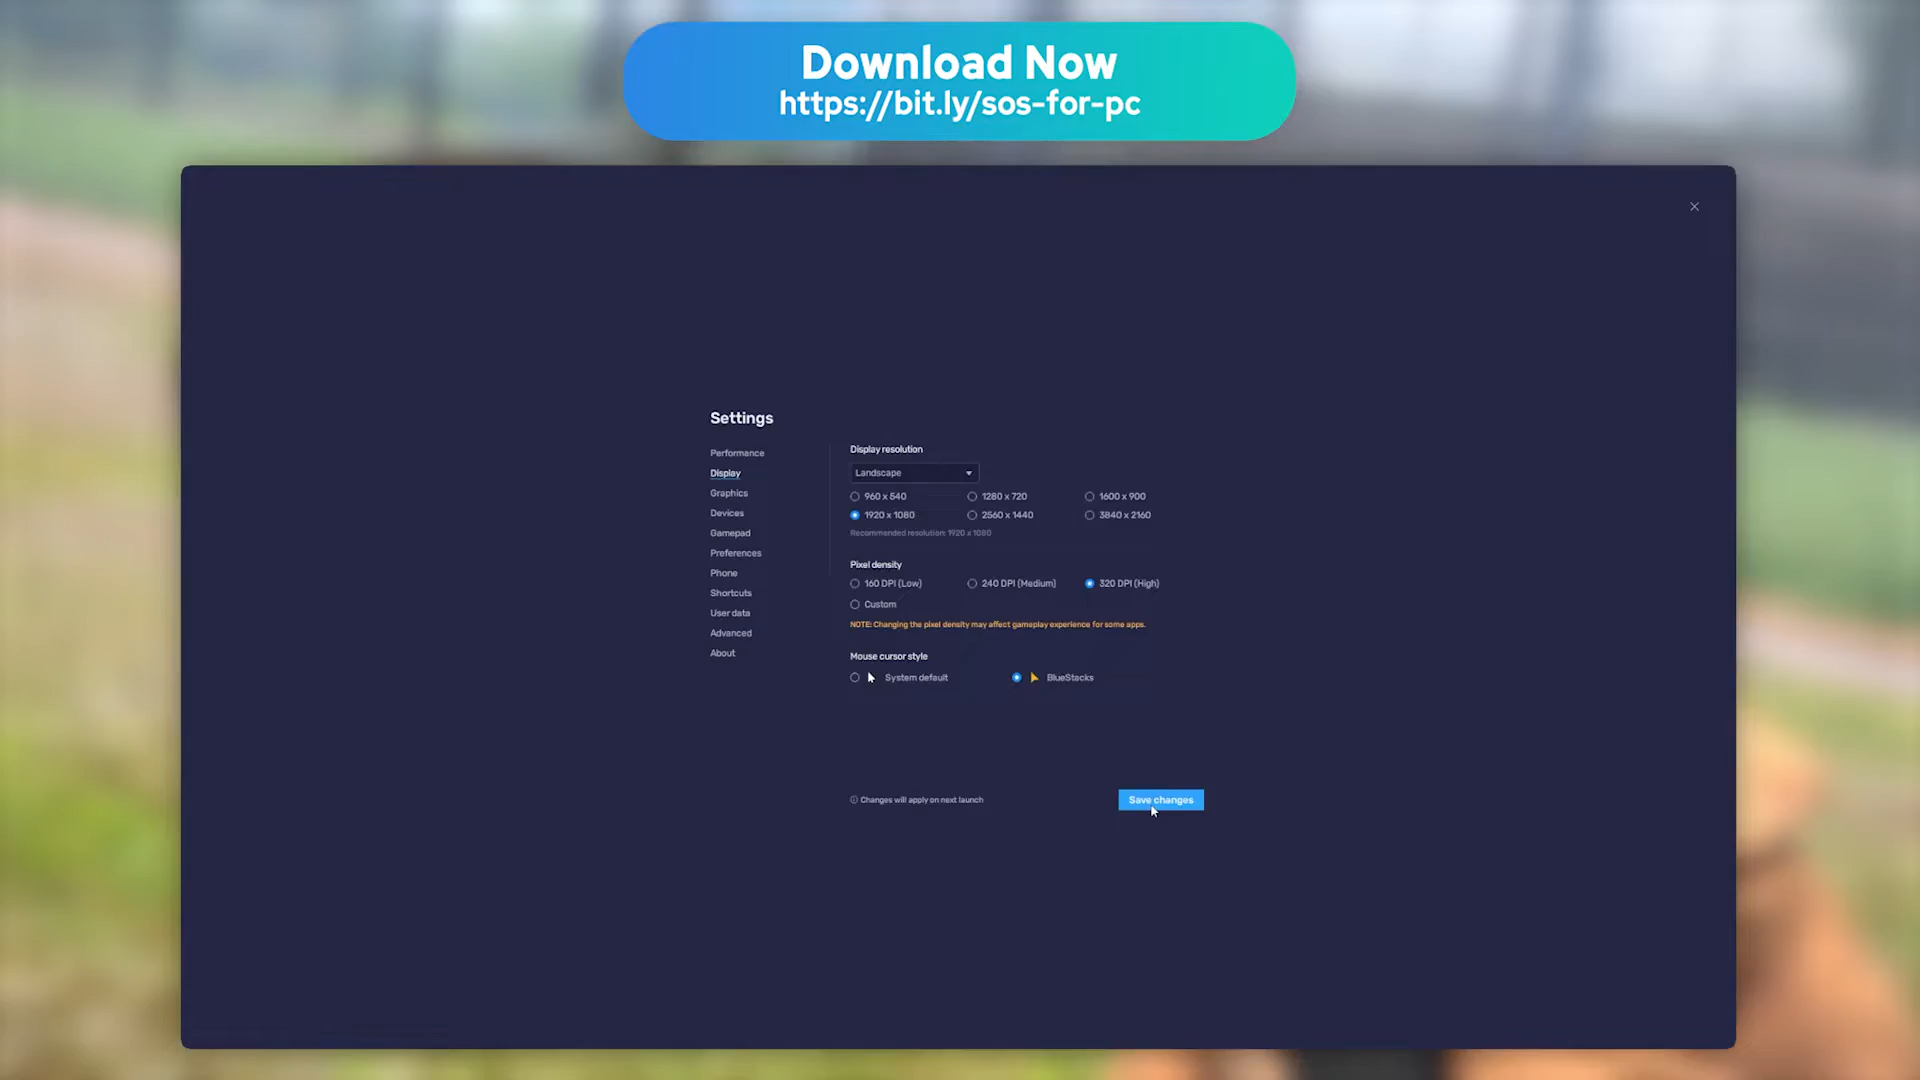 Download Now
https://bit.ly/sos-for-pc
Settings
Performance
Display
Graphics
Devices
Gamepad
Preferences
Phone
Shortcuts
User data
Advanced
About
Display resolution
Landscape
960 x 540 1280 x 720 1600 x 900
1920 x 1080 2560 x 1440 3840 x 2160
Recommended resolution: 1920 x 1080
Pixel density
160 DPI (Low) 240 DPI (Medium) 320 DPI (High)
Custom
NOTE: Changing the pixel density may affect gameplay experience for some apps.
Mouse cursor style
System default BlueStacks
Changes will apply on next launch
Save changes